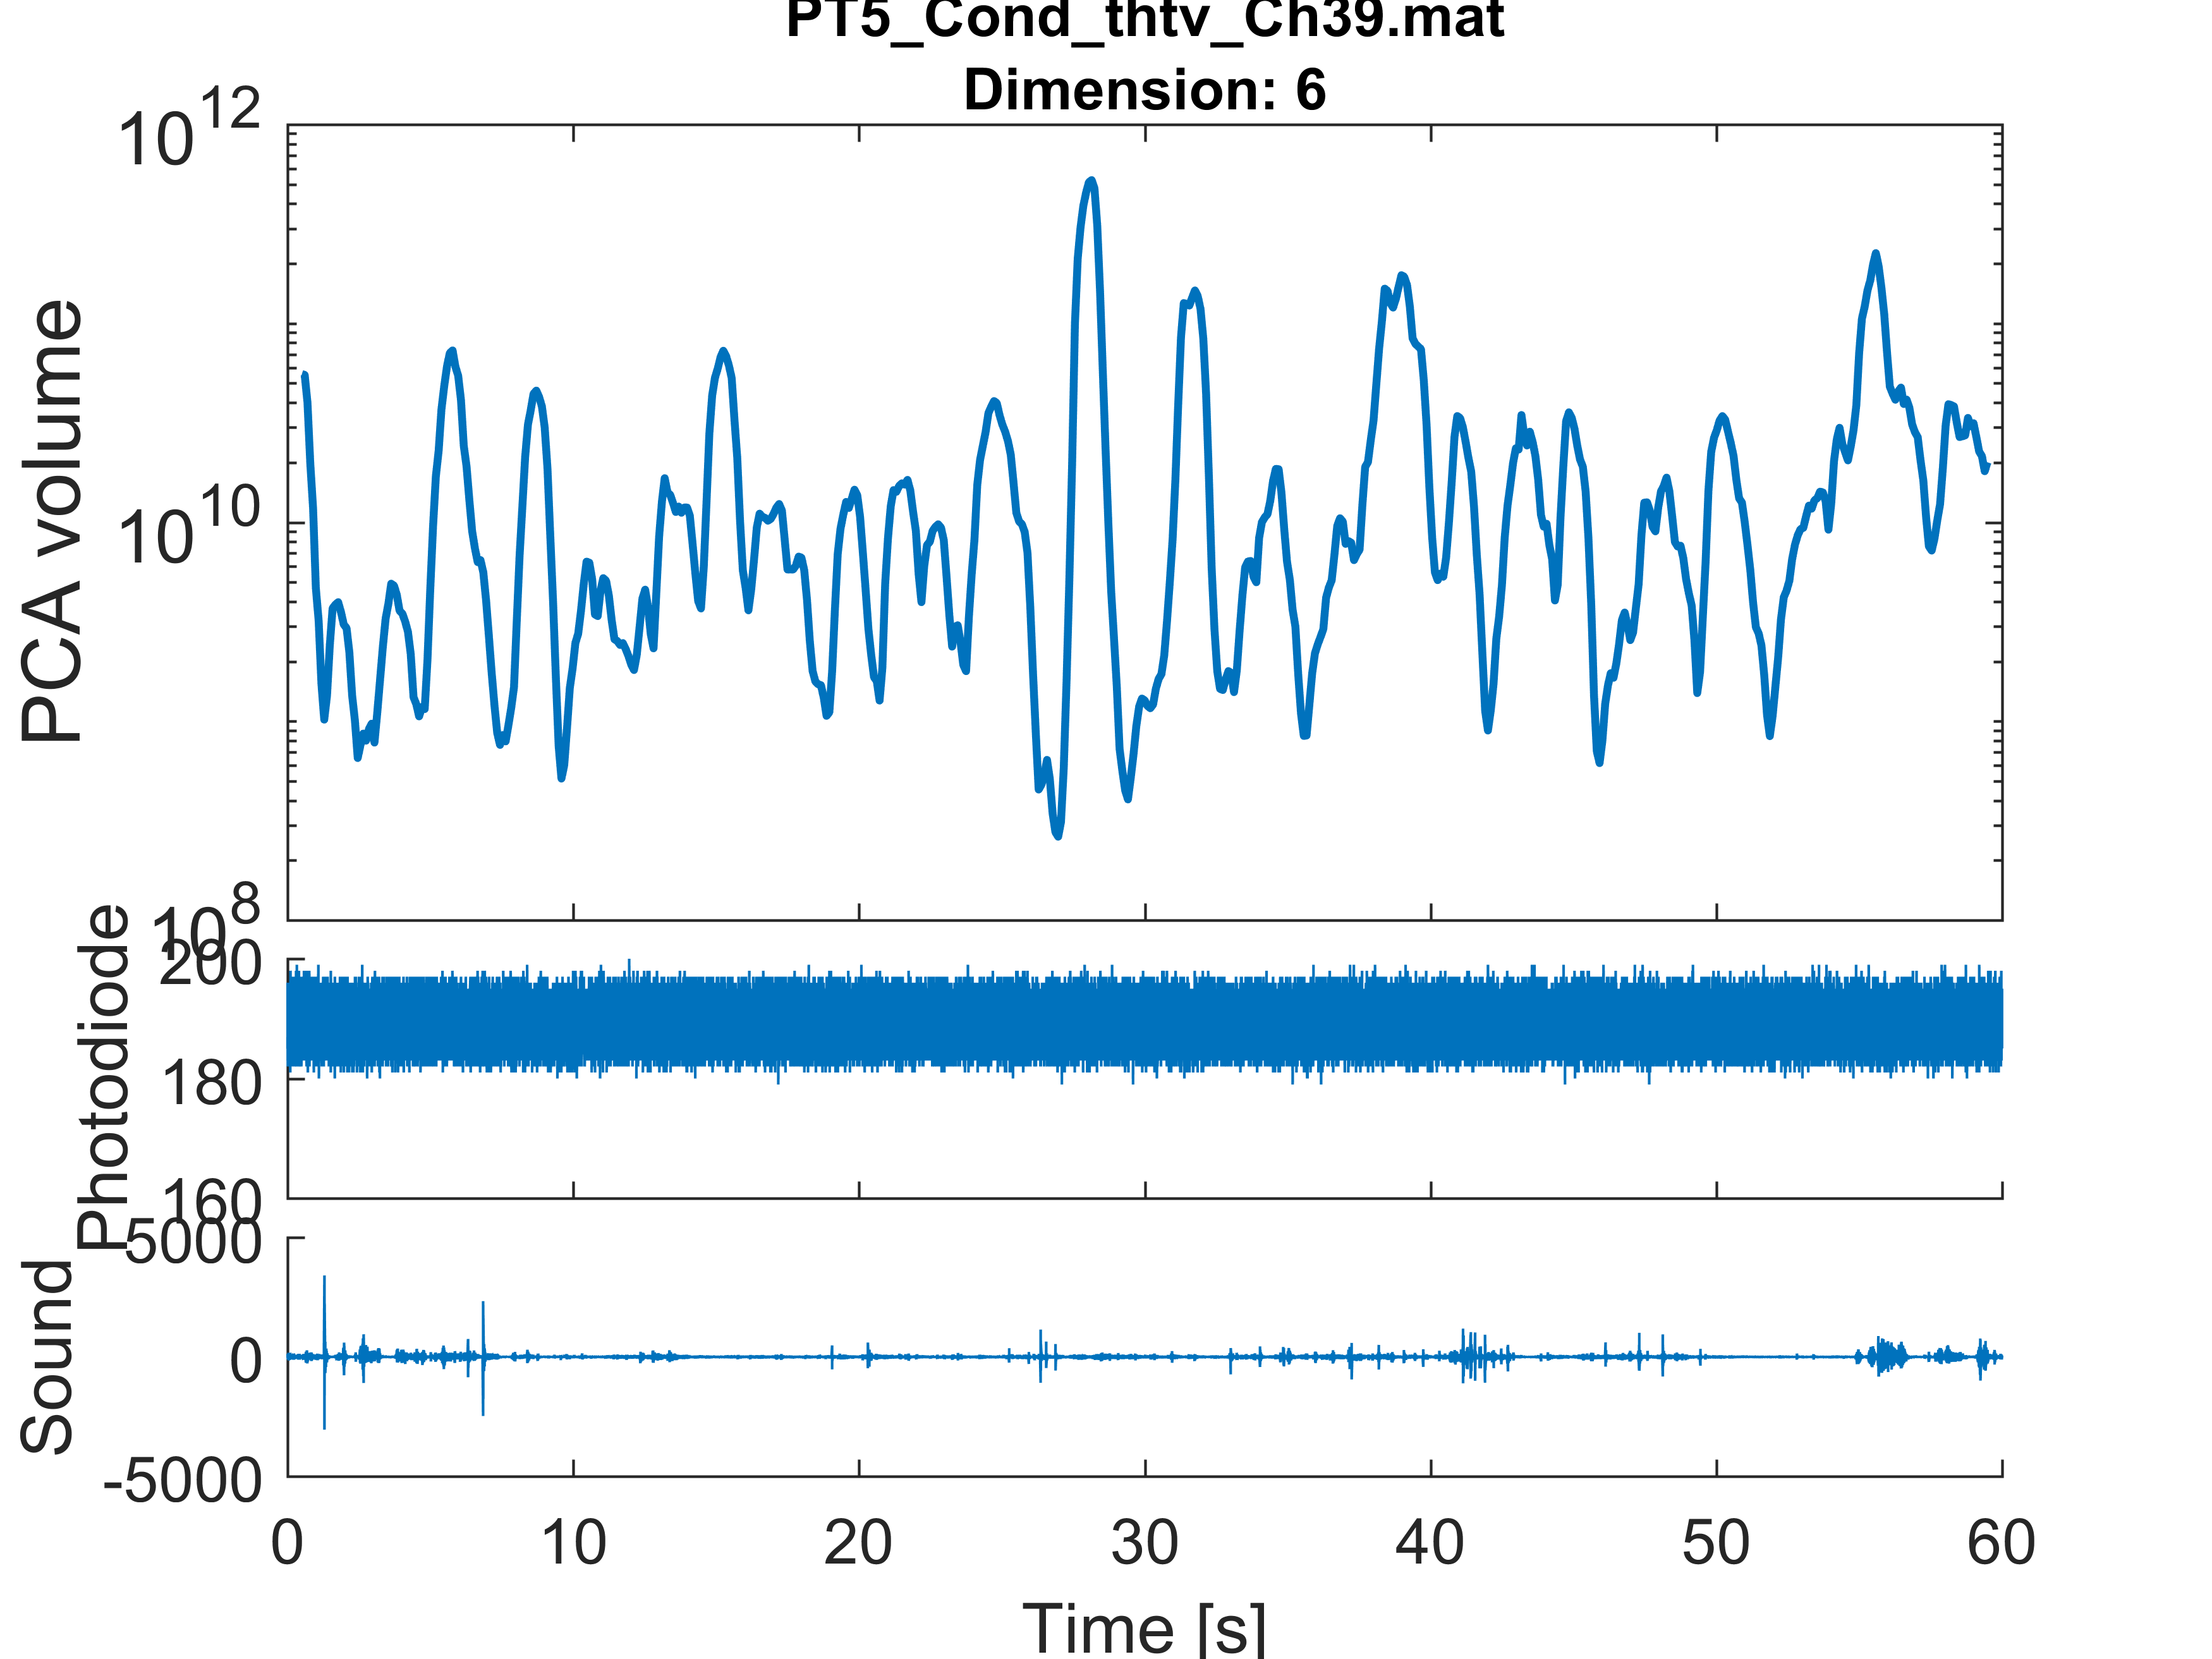 PT5_Cond_thtv_Ch39.mat
Dimension: 6
PCA volume
10^12
10^10
10^8
Photodiode
200
180
160
Sound
5000
0
-5000
0 10 20 30 40 50 60
Time [s]